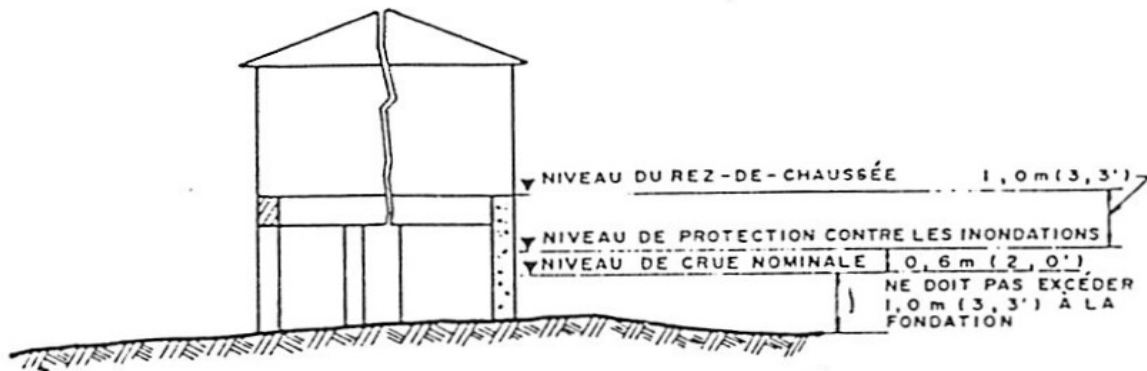 NIVEAU DU REZ-DE-CHAUSSÉE 1,0 m (3,3')
NIVEAU DE PROTECTION CONTRE LES INONDATIONS
NIVEAU DE CRUE NOMINALE 0,6 m (2,0')
NE DOIT PAS EXCÉDER
1,0 m (3,3') À LA
FONDATION